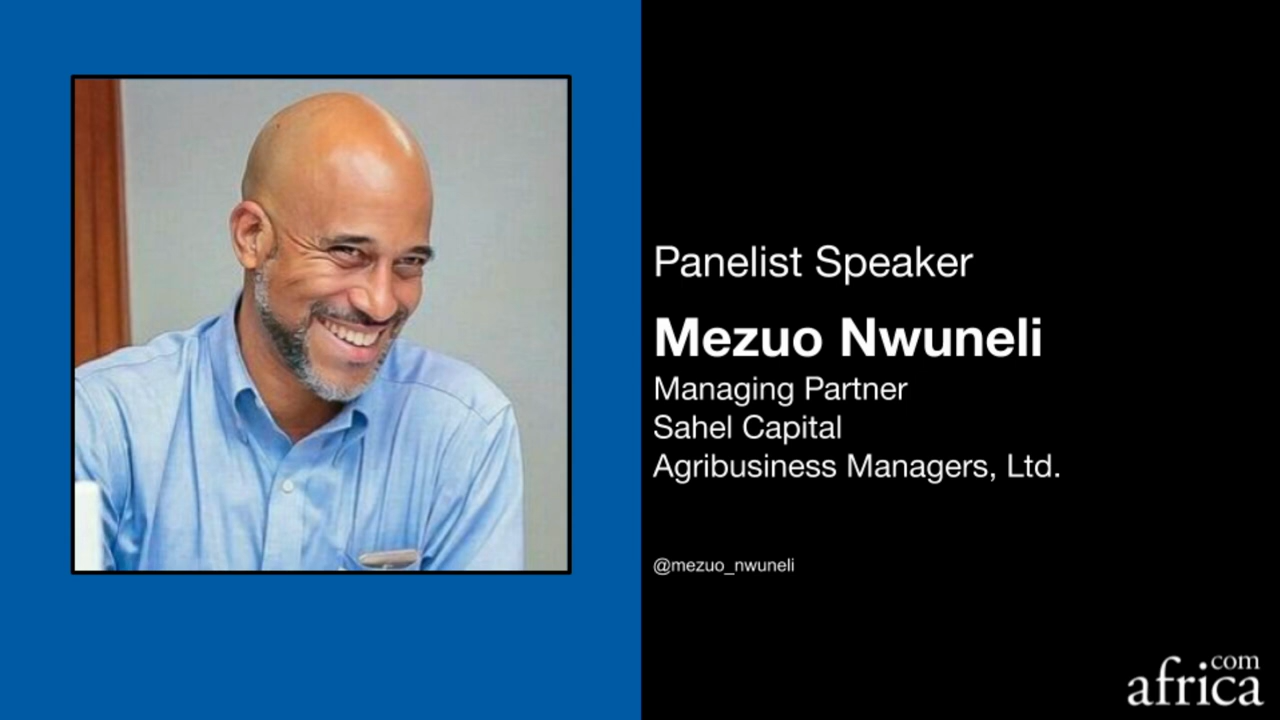 Panelist Speaker
Mezuo Nwuneli
Managing Partner
Sahel Capital
Agribusiness Managers, Ltd.
@mezuo_nwuneli
com
africa